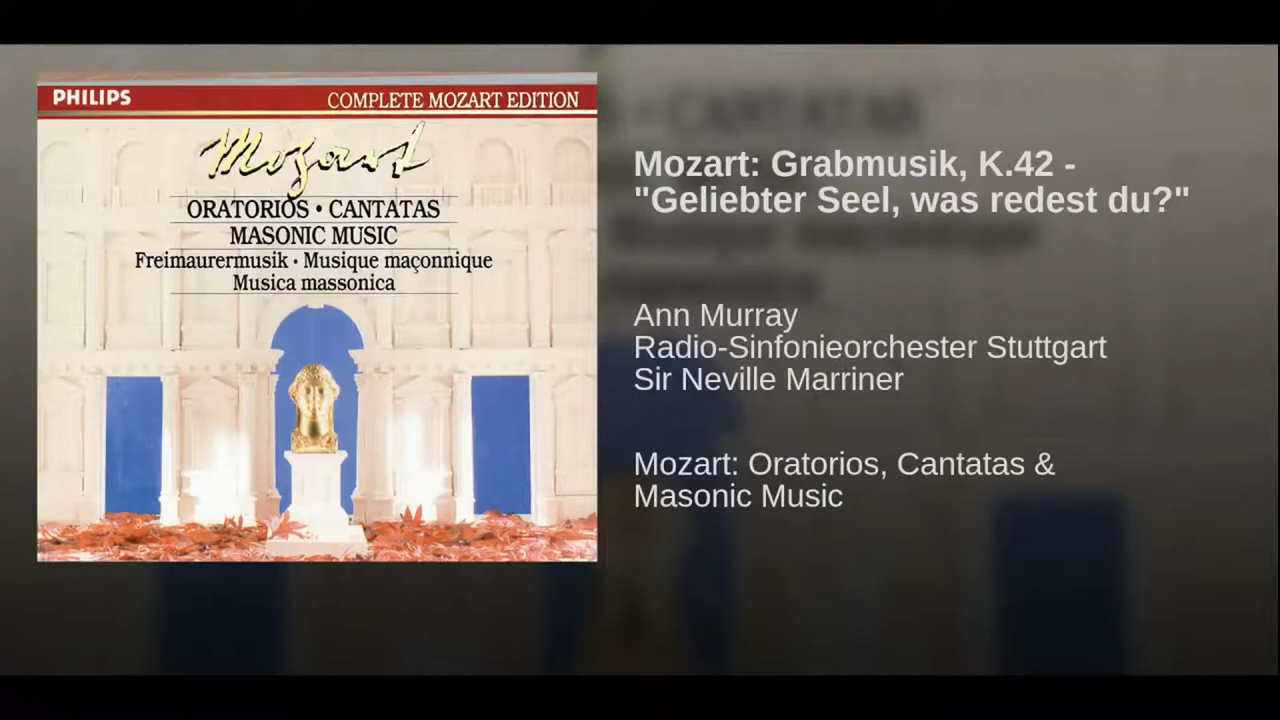 PHILIPS
COMPLETE MOZART EDITION
Mozart
ORATORIOS • CANTATAS
MASONIC MUSIC
Freimaurermusik • Musique maçonnique
Musica massonica
Mozart: Grabmusik, K.42 -
"Geliebter Seel, was redest du?"
Ann Murray
Radio-Sinfonieorchester Stuttgart
Sir Neville Marriner
Mozart: Oratorios, Cantatas &
Masonic Music